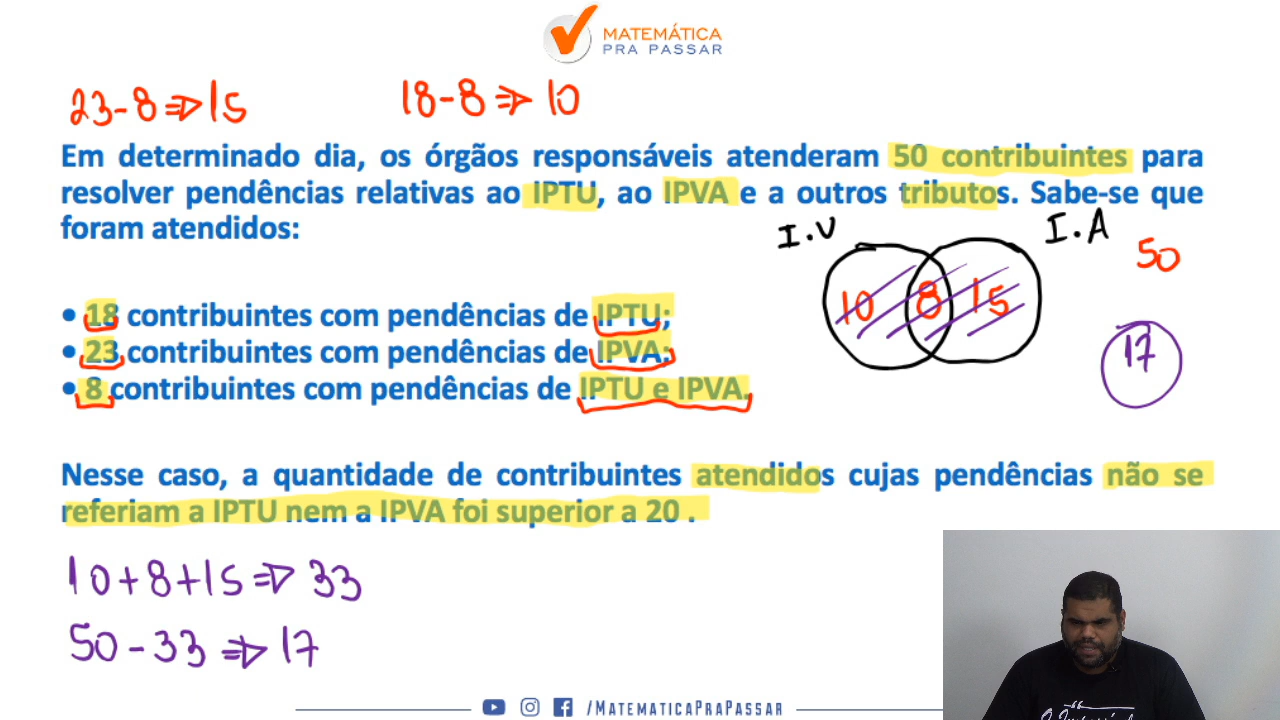 MATEMÁTICA
PRA PASSAR
23-8⇒15
18-8⇒10
Em determinado dia, os órgãos responsáveis atenderam 50 contribuintes para
resolver pendências relativas ao IPTU, ao IPVA e a outros tributos. Sabe-se que
foram atendidos:
I.U
I.A
50
10
8
15
• 18 contribuintes com pendências de IPTU;
• 23 contribuintes com pendências de IPVA;
• 8 contribuintes com pendências de IPTU e IPVA.
17
Nesse caso, a quantidade de contribuintes atendidos cujas pendências não se
referiam a IPTU nem a IPVA foi superior a 20 .
10+8+15⇒33
50-33⇒17
/MATEMATICAPRAPASSAR